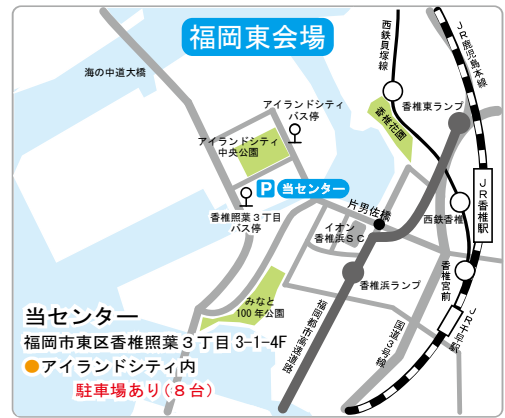 福岡東会場
海の中道大橋
西鉄貝塚線
JR鹿児島本線
アイランドシティ
バス停
香椎花園
香椎東ランプ
アイランドシティ
中央公園
P 当センター
香椎照葉3丁目
バス停
片男佐橋
イオン
香椎浜SC
西鉄香椎
JR香椎駅
香椎浜ランプ
香椎宮前
みなと
100年公園
福岡都市高速道路
国道3号線
JR千早駅
当センター
福岡市東区香椎照葉3丁目3-1-4F
●アイランドシティ内
駐車場あり(8台)